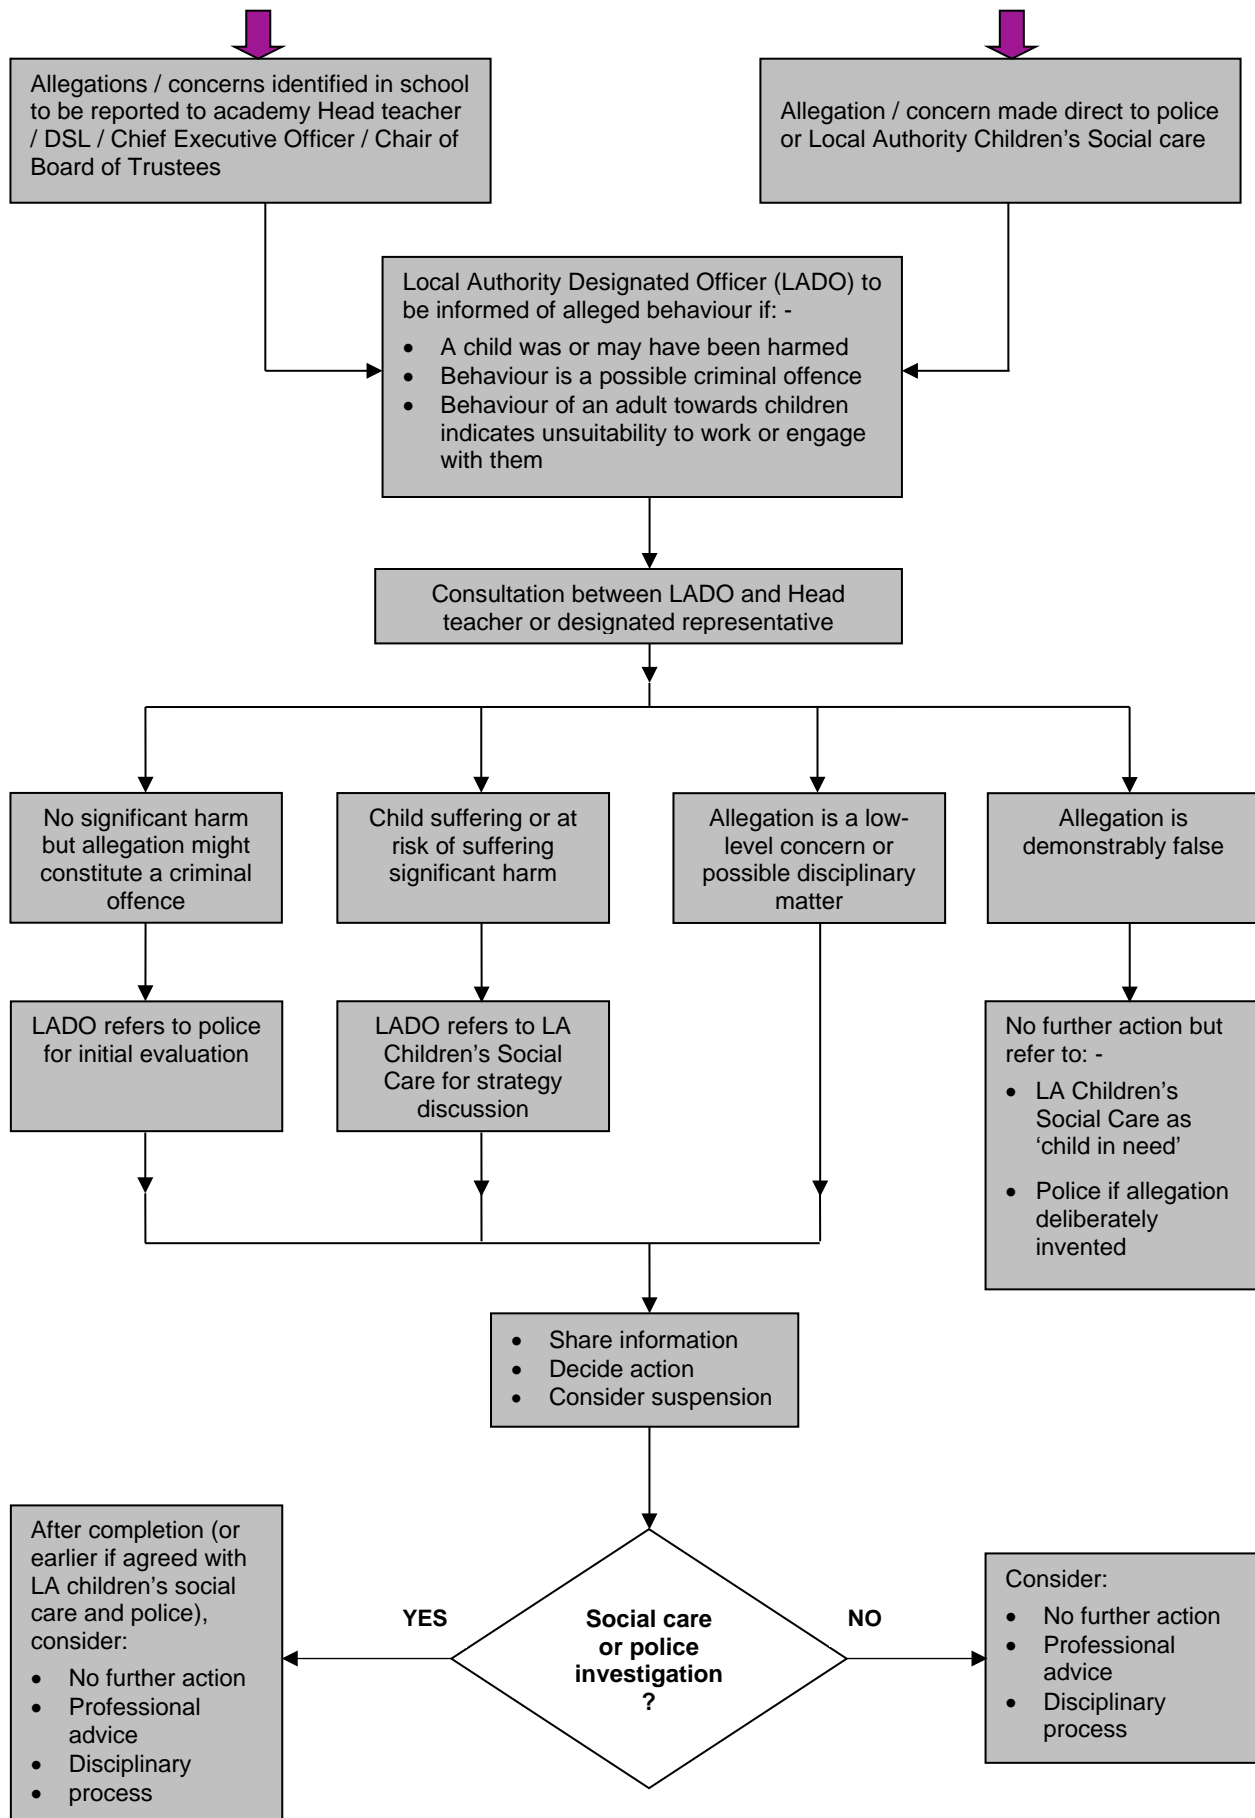 Allegations / concerns identified in school
to be reported to academy Head teacher
/ DSL / Chief Executive Officer / Chair of
Board of Trustees
Allegation / concern made direct to police
or Local Authority Children’s Social care
Local Authority Designated Officer (LADO) to
be informed of alleged behaviour if: -
• A child was or may have been harmed
• Behaviour is a possible criminal offence
• Behaviour of an adult towards children
indicates unsuitability to work or engage
with them
Consultation between LADO and Head
teacher or designated representative
No significant harm
but allegation might
constitute a criminal
offence
Child suffering or at
risk of suffering
significant harm
Allegation is a low-
level concern or
possible disciplinary
matter
Allegation is
demonstrably false
LADO refers to police
for initial evaluation
LADO refers to LA
Children’s Social
Care for strategy
discussion
No further action but
refer to: -
• LA Children’s
Social Care as
‘child in need’
• Police if allegation
deliberately
invented
• Share information
• Decide action
• Consider suspension
After completion (or
earlier if agreed with
LA children’s social
care and police),
consider:
• No further action
• Professional
advice
• Disciplinary
• process
YES
Social care
or police
investigation
?
NO
Consider:
• No further action
• Professional
advice
• Disciplinary
process